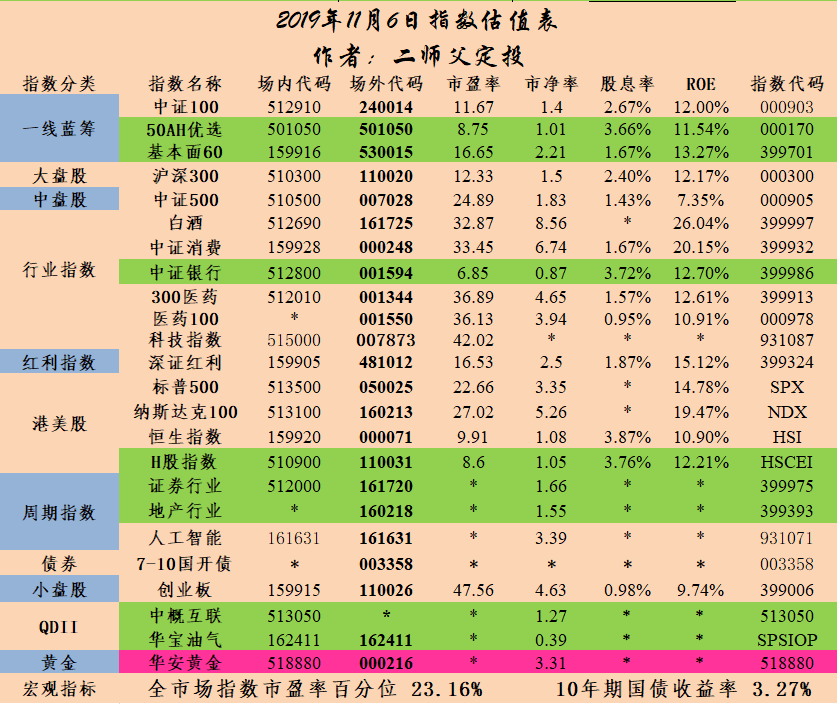 2019年11月6日指数估值表
作者：二师父定投
指数分类 指数名称 场内代码 场外代码 市盈率 市净率 股息率 ROE 指数代码
中证100 512910 240014 11.67 1.4 2.67% 12.00% 000903
一线蓝筹 50AH优选 501050 501050 8.75 1.01 3.66% 11.54% 000170
基本面60 159916 530015 16.65 2.21 1.67% 13.27% 399701
大盘股 沪深300 510300 110020 12.33 1.5 2.40% 12.17% 000300
中盘股 中证500 510500 007028 24.89 1.83 1.43% 7.35% 000905
白酒 512690 161725 32.87 8.56 * 26.04% 399997
中证消费 159928 000248 33.45 6.74 1.67% 20.15% 399932
行业指数 中证银行 512800 001594 6.85 0.87 3.72% 12.70% 399986
300医药 512010 001344 36.89 4.65 1.57% 12.61% 399913
医药100 * 001550 36.13 3.94 0.95% 10.91% 000978
科技指数 515000 007873 42.02 * * * 931087
红利指数 深证红利 159905 481012 16.53 2.5 1.87% 15.12% 399324
标普500 513500 050025 22.66 3.35 * 14.78% SPX
纳斯达克100 513100 160213 27.02 5.26 * 19.47% NDX
港美股 恒生指数 159920 000071 9.91 1.08 3.87% 10.90% HSI
H股指数 510900 110031 8.6 1.05 3.76% 12.21% HSCEI
证券行业 512000 161720 * 1.66 * * 399975
周期指数 地产行业 * 160218 * 1.55 * * 399393
人工智能 161631 161631 * 3.39 * * 931071
债券 7-10国开债 * 003358 * * * * 003358
小盘股 创业板 159915 110026 47.56 4.63 0.98% 9.74% 399006
QDII 中概互联 513050 * * 1.27 * * 513050
华宝油气 162411 162411 * 0.39 * * SPSIOP
黄金 华安黄金 518880 000216 * 3.31 * * 518880
宏观指标 全市场指数市盈率百分位 23.16% 10年期国债收益率 3.27%